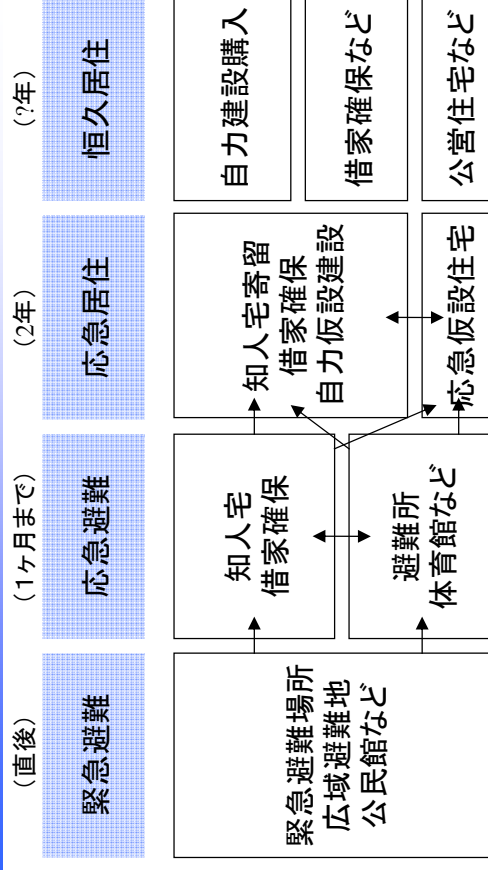 (直後)
(1ヶ月まで)
(2年)
(?年)
緊急避難
応急避難
応急居住
恒久居住
緊急避難場所
広域避難地
公民館など
知人宅
借家確保
避難所
体育館など
知人宅寄留
借家確保
自力仮設建設
応急仮設住宅
自力建設購入
借家確保など
公営住宅など